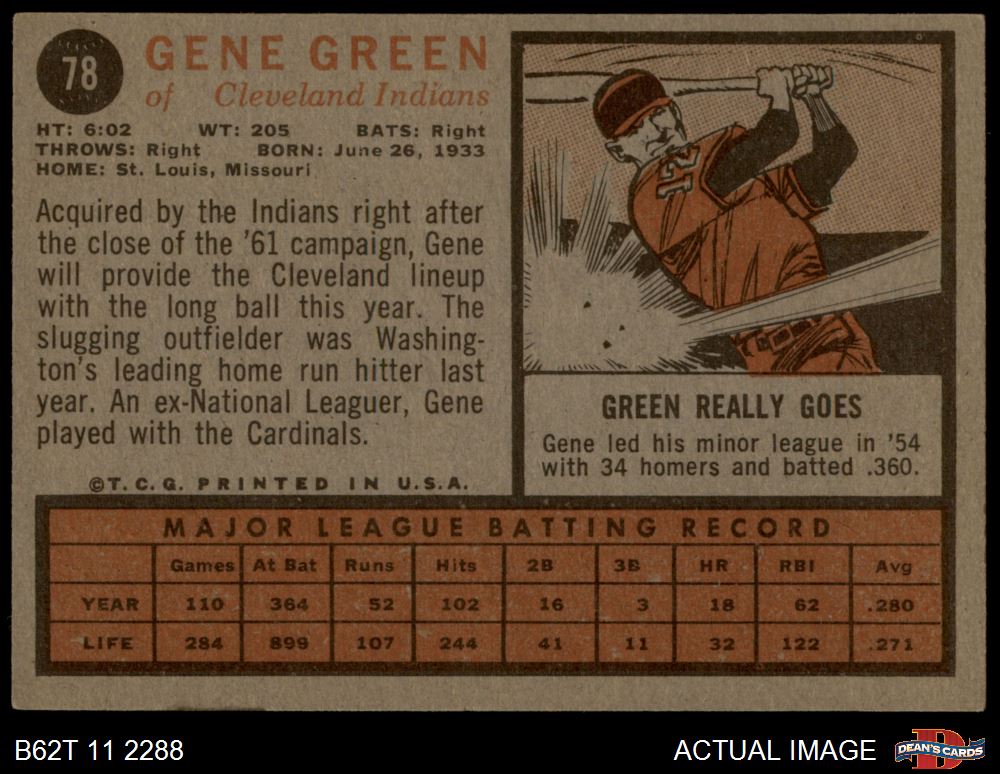 78
GENE GREEN
of Cleveland Indians
HT: 6:02 WT: 205 BATS: Right
THROWS: Right BORN: June 26, 1933
HOME: St. Louis, Missouri
Acquired by the Indians right after
the close of the '61 campaign, Gene
will provide the Cleveland lineup
with the long ball this year. The
slugging outfielder was Washing-
ton's leading home run hitter last
year. An ex-National Leaguer, Gene
played with the Cardinals.
©T.C.G. PRINTED IN U.S.A.
12
GREEN REALLY GOES
Gene led his minor league in '54
with 34 homers and batted .360.
MAJOR LEAGUE BATTING RECORD
Games At Bat Runs Hits 2B 3B HR RBI Avg
YEAR 110 364 52 102 16 3 18 62 .280
LIFE 284 899 107 244 41 11 32 122 .271
B62T 11 2288
ACTUAL IMAGE
D
DEAN'S CARDS